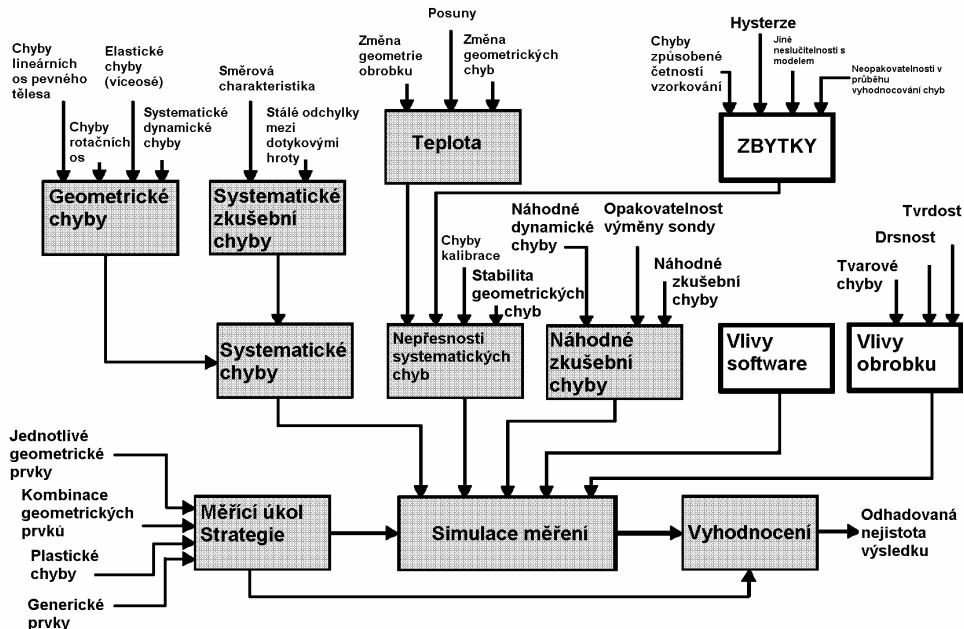 Posuny
Hysterze
Chyby
lineárních
os pevného
tělesa
Elastické
chyby
(víceosé)
Směrová
charakteristika
Změna
geometrie
obrobku
Změna
geometrických
chyb
Chyby
způsobené
četností
vzorkování
Jiné
neslučitelnosti s
modelem
Neopakovatelnosti v
průběhu
vyhodnocování chyb
Chyby
rotačních
os
Systematické
dynamické
chyby
Stálé odchylky
mezi
dotykovými
hroty
Teplota
ZBYTKY
Geometrické
chyby
Systematické
zkušební
chyby
Náhodné
dynamické
chyby
Opakovatelnost
výměny sondy
Tvrdost
Drsnost
Chyby
kalibrace
Stabilita
geometrických
chyb
Náhodné
zkušební
chyby
Tvarové
chyby
Systematické
chyby
Nepřesnosti
systematických
chyb
Náhodné
zkušební
chyby
Vlivy
software
Vlivy
obrobku
Jednotlivé
geometrické
prvky
Kombinace
geometrických
prvků
Plastické
chyby
Generické
prvky
Měřící úkol
Strategie
Simulace měření
Vyhodnocení
Odhadovaná
nejistota
výsledku